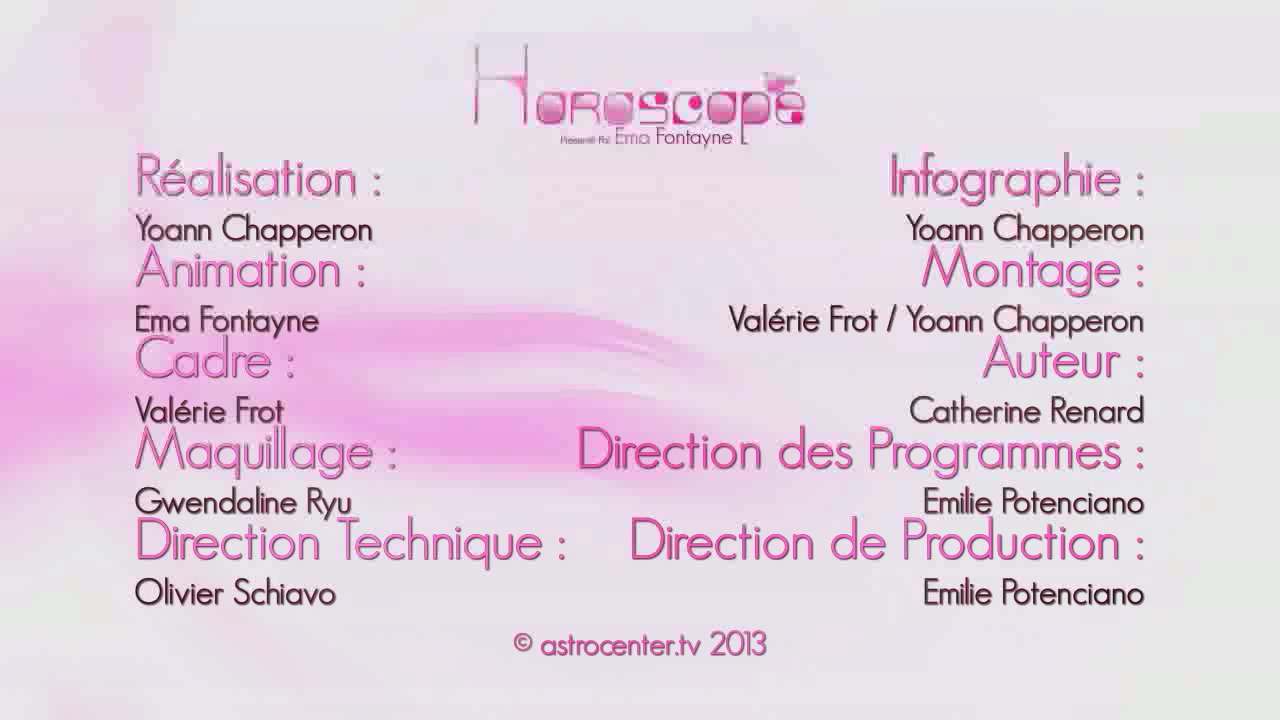 Horoscope
Présenté Par Ema Fontayne
Réalisation :
Yoann Chapperon
Animation :
Ema Fontayne
Cadre :
Valérie Frot
Maquillage :
Gwendaline Ryu
Direction Technique :
Olivier Schiavo
Infographie :
Yoann Chapperon
Montage :
Valérie Frot / Yoann Chapperon
Auteur :
Catherine Renard
Direction des Programmes :
Emilie Potenciano
Direction de Production :
Emilie Potenciano
© astrocenter.tv 2013